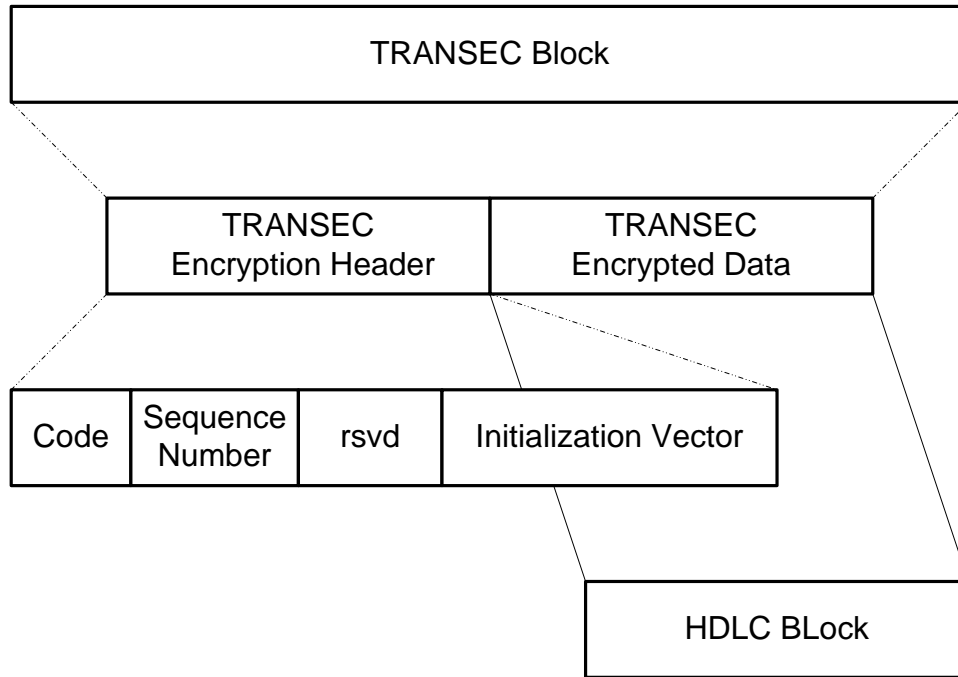 TRANSEC Block
TRANSEC
Encryption Header
TRANSEC
Encrypted Data
Code
Sequence
Number
rsvd
Initialization Vector
HDLC BLock